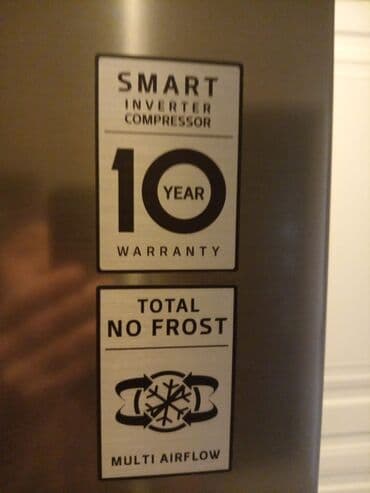 SMART
INVERTER
COMPRESSOR
10 YEAR
WARRANTY
TOTAL
NO FROST
MULTI AIRFLOW